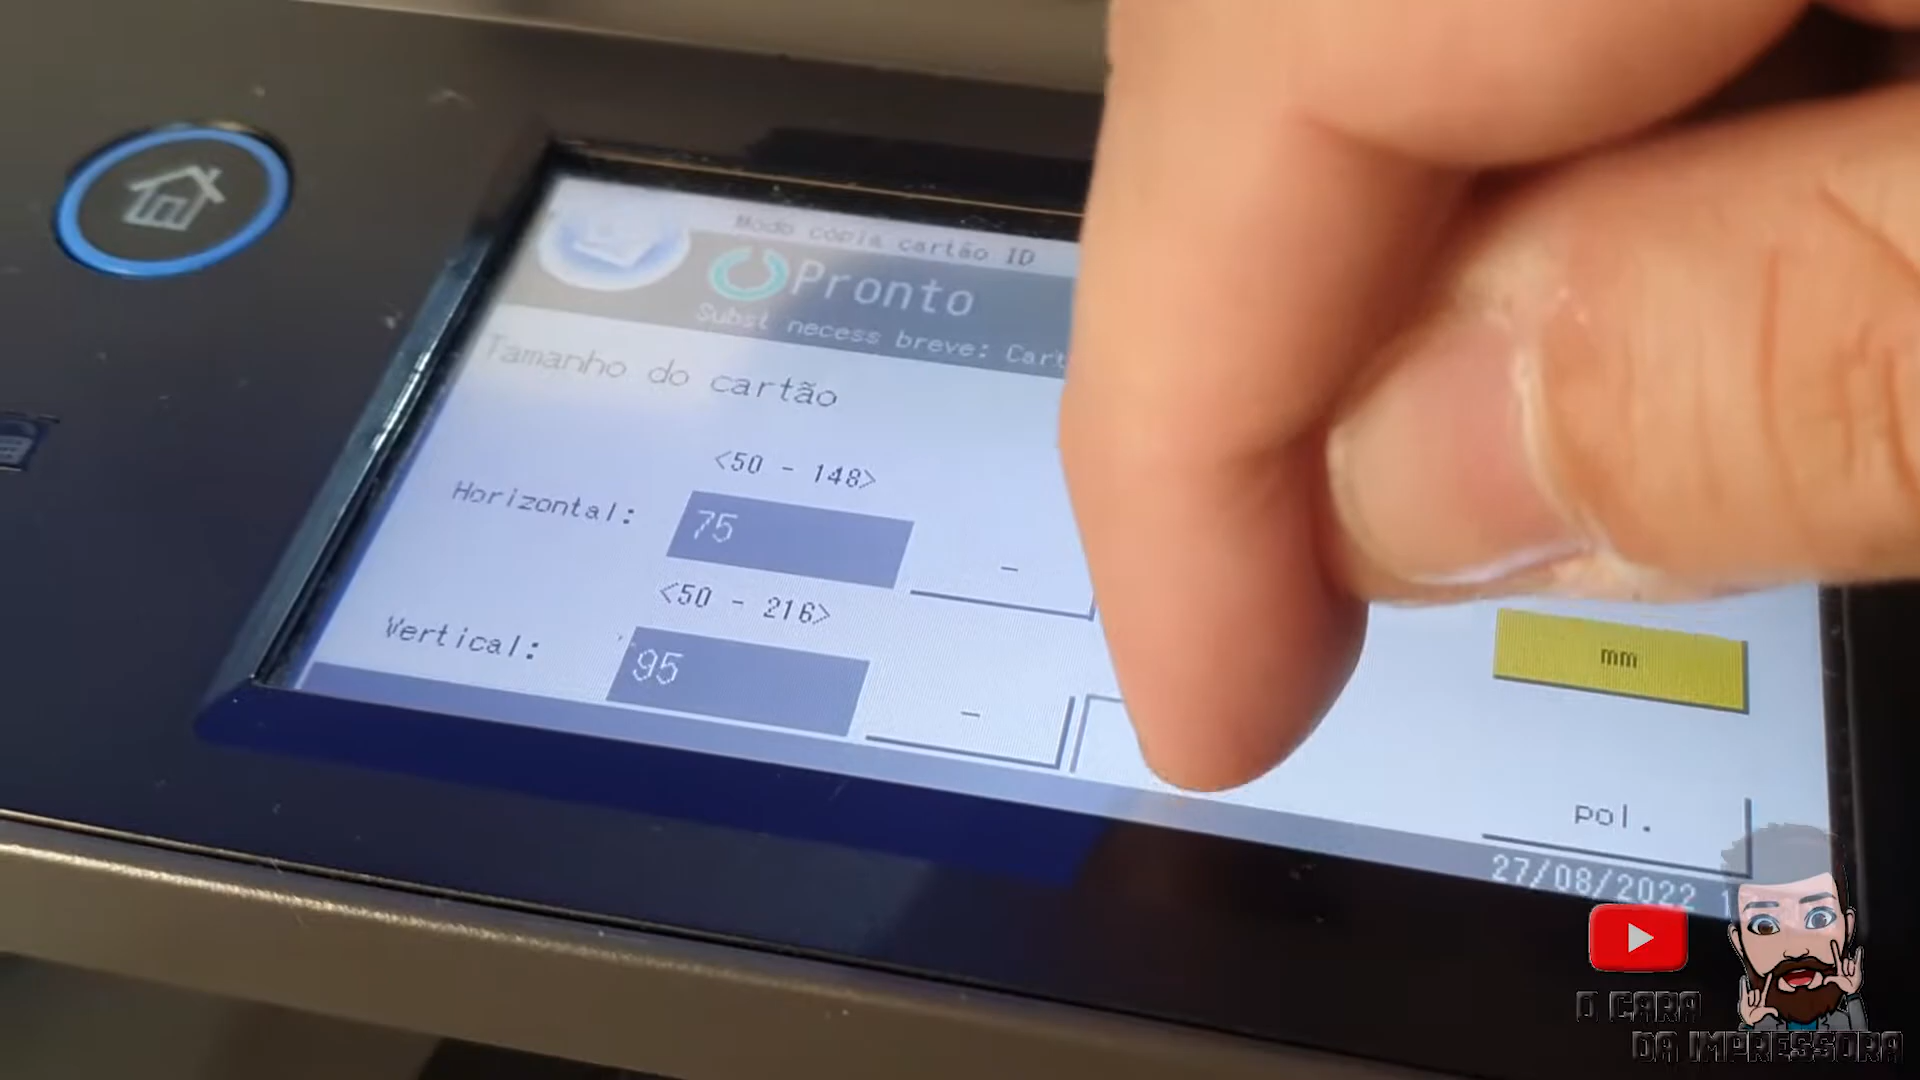 Modo cópia cartão ID
Pronto
Subst necess breve: Cart
Tamanho do cartão
<50 - 148>
Horizontal:
75
-
<50 - 216>
Vertical:
95
-
mm
pol.
27/08/2022
O CARA
DA IMPRESSORA